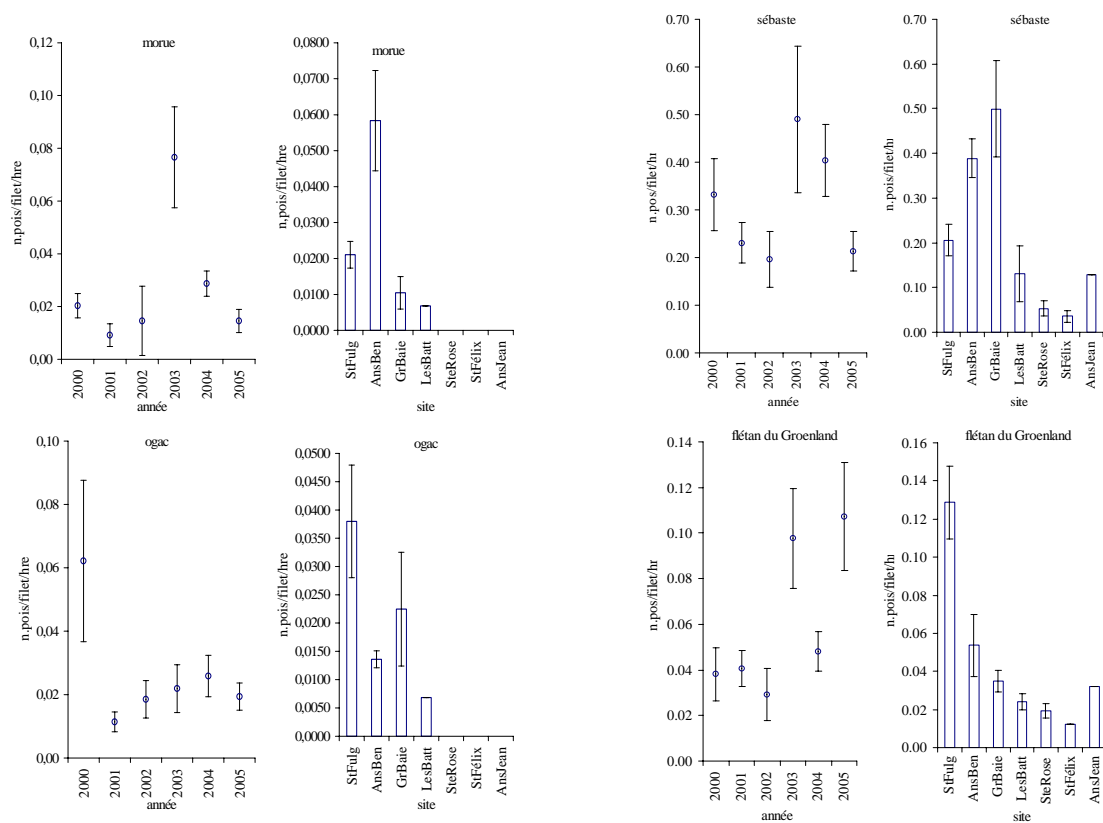 morue
n.pois/filet/hre
0,12
0,10
0,08
0,06
0,04
0,02
0,00
2000
2001
2002
2003
2004
2005
année
morue
n,pois/filet/hre
0,0800
0,0700
0,0600
0,0500
0,0400
0,0300
0,0200
0,0100
0,0000
StFulg
AnsBen
GrBaie
LesBatt
SteRose
StFélix
AnsJean
site
sébaste
n.pos/filet/hr
0.70
0.60
0.50
0.40
0.30
0.20
0.10
0.00
2000
2001
2002
2003
2004
2005
année
sébaste
n.pois/filet/hr
0.70
0.60
0.50
0.40
0.30
0.20
0.10
0.00
StFulg
AnsBen
GrBaie
LesBatt
SteRose
StFélix
AnsJean
site
ogac
n.pois/filet/hre
0,10
0,08
0,06
0,04
0,02
0,00
2000
2001
2002
2003
2004
2005
année
ogac
n.pois/filet/hre
0,0500
0,0450
0,0400
0,0350
0,0300
0,0250
0,0200
0,0150
0,0100
0,0050
0,0000
StFulg
AnsBen
GrBaie
LesBatt
SteRose
StFélix
AnsJean
site
flétan du Groenland
n.pos/filet/hr
0.14
0.12
0.10
0.08
0.06
0.04
0.02
0.00
2000
2001
2002
2003
2004
2005
année
flétan du Groenland
n.pois/filet/hr
0.16
0.14
0.12
0.10
0.08
0.06
0.04
0.02
0.00
StFulg
AnsBen
GrBaie
LesBatt
SteRose
StFélix
AnsJean
site